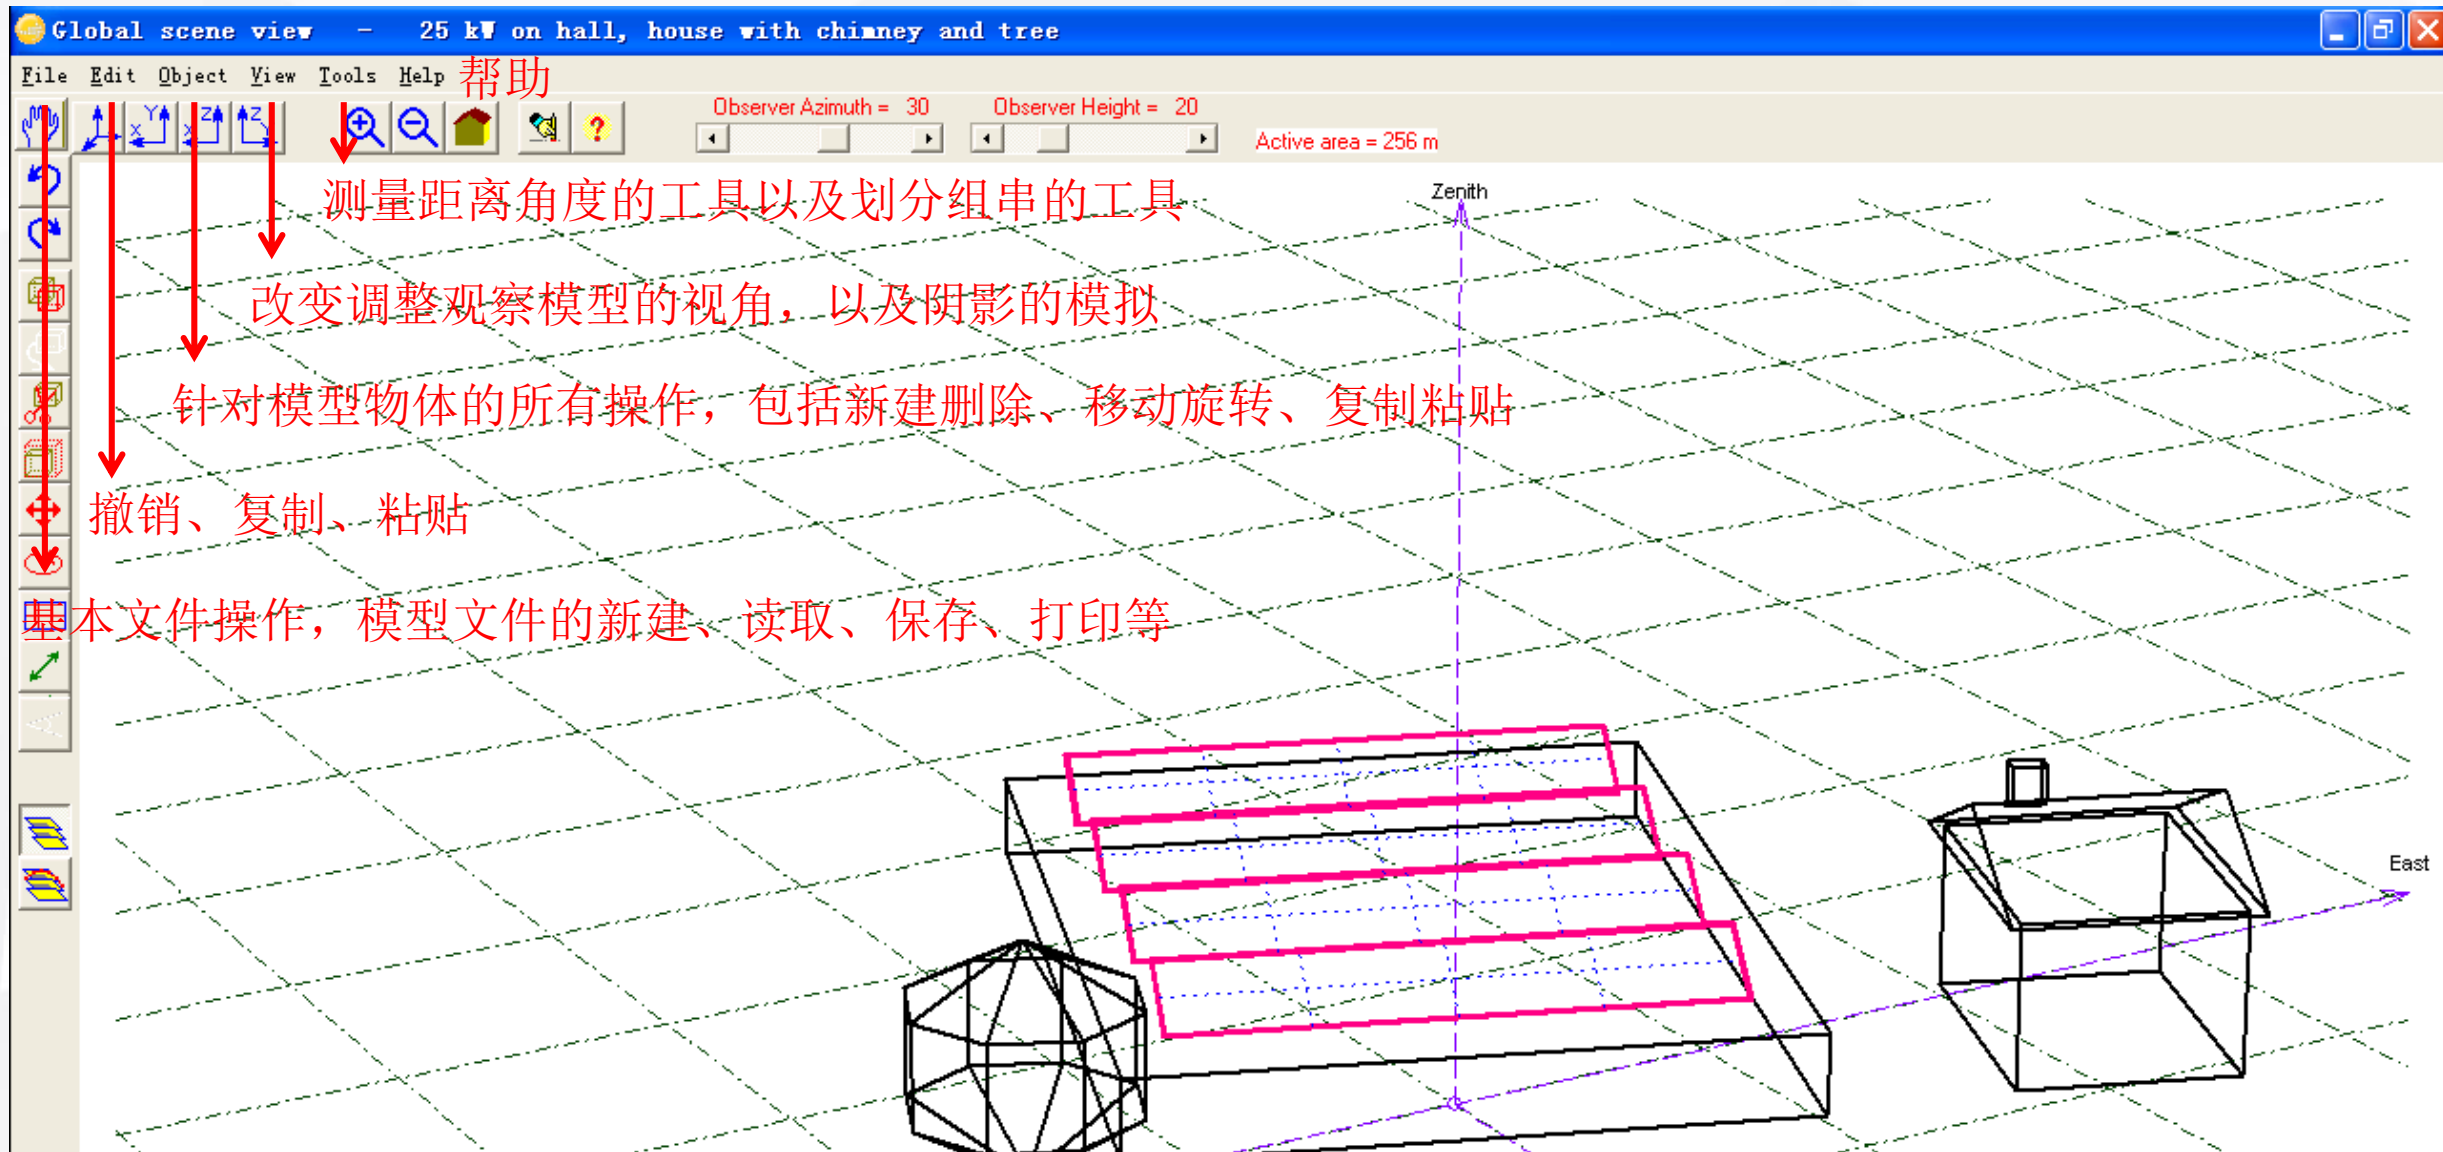 Global scene view - 25 kW on hall, house with chimney and tree
File Edit Object View Tools Help 帮助
Observer Azimuth = 30 Observer Height = 20
Active area = 256 m
测量距离角度的工具以及划分组串的工具
Zenith
改变调整观察模型的视角，以及阴影的模拟
针对模型物体的所有操作，包括新建删除、移动旋转、复制粘贴
撤销、复制、粘贴
基本文件操作，模型文件的新建、读取、保存、打印等
East